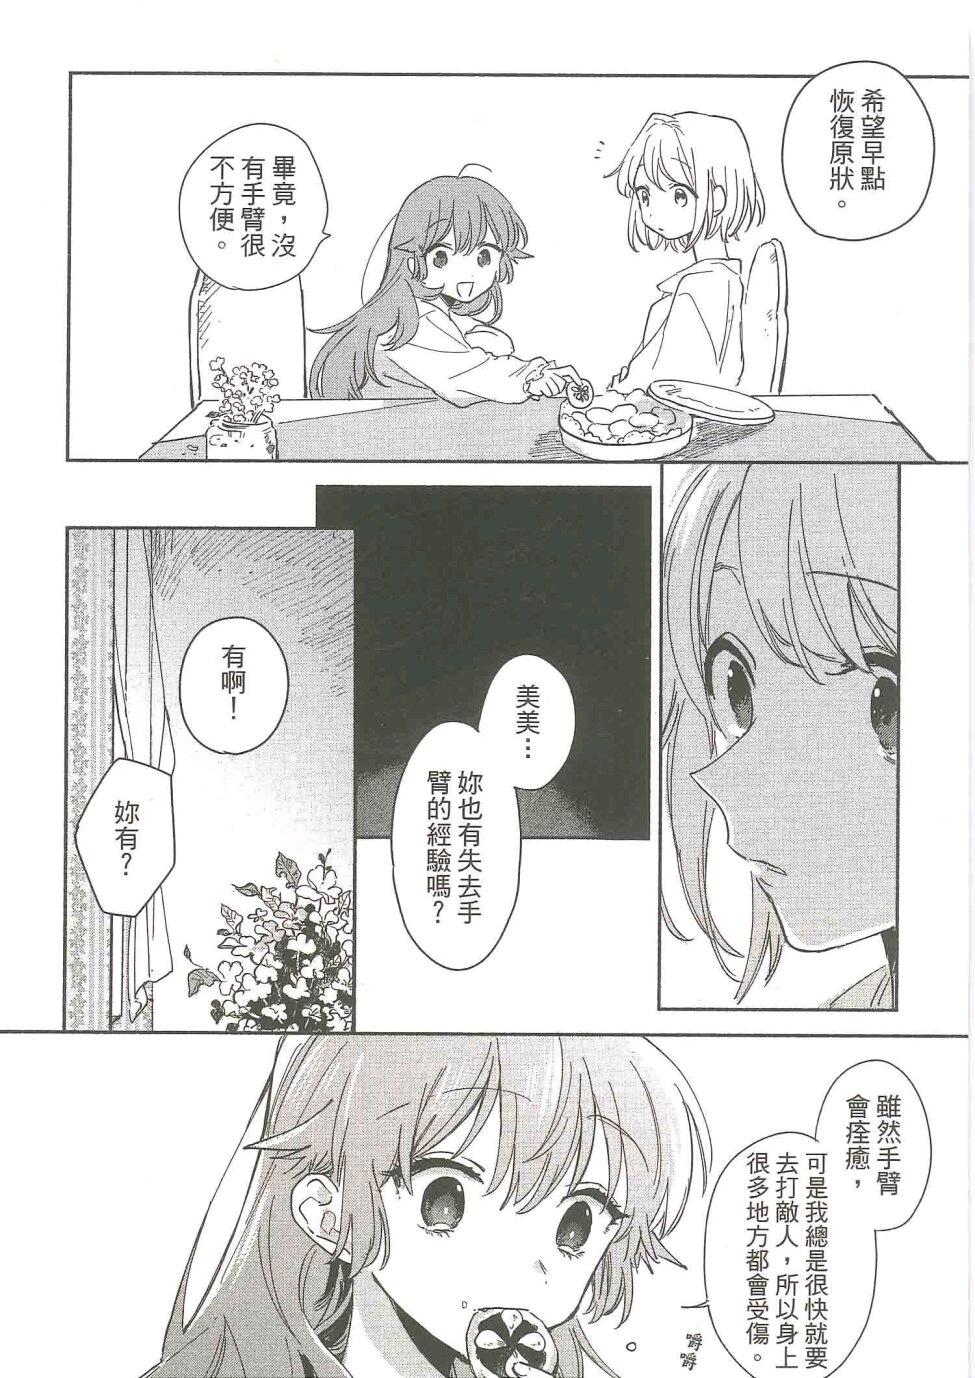 希望早點
恢復原狀。
畢竟，沒
有手臂很
不方便。
美美…
妳也有失去手
臂的經驗嗎？
有啊！
妳有？
雖然手臂
會痊癒，
可是我總是很快就要
去打敵人，所以身上
很多地方都會受傷。
嚼嚼